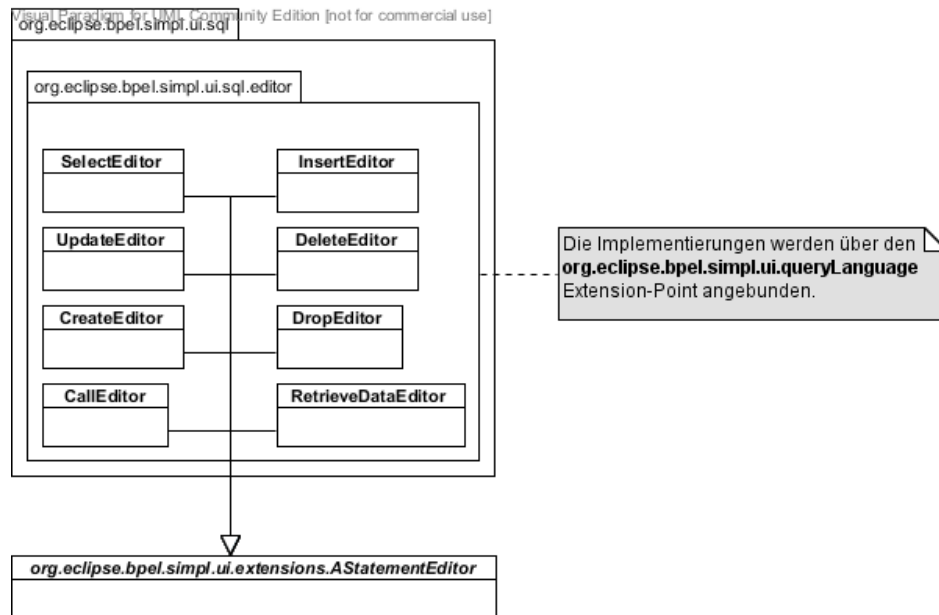 Visual Paradigm for UML Community Edition [not for commercial use]
org.eclipse.bpel.simpl.ui.sql
org.eclipse.bpel.simpl.ui.sql.editor
SelectEditor
InsertEditor
UpdateEditor
DeleteEditor
CreateEditor
DropEditor
CallEditor
RetrieveDataEditor
Die Implementierungen werden über den
org.eclipse.bpel.simpl.ui.queryLanguage
Extension-Point angebunden.
org.eclipse.bpel.simpl.ui.extensions.AStatementEditor